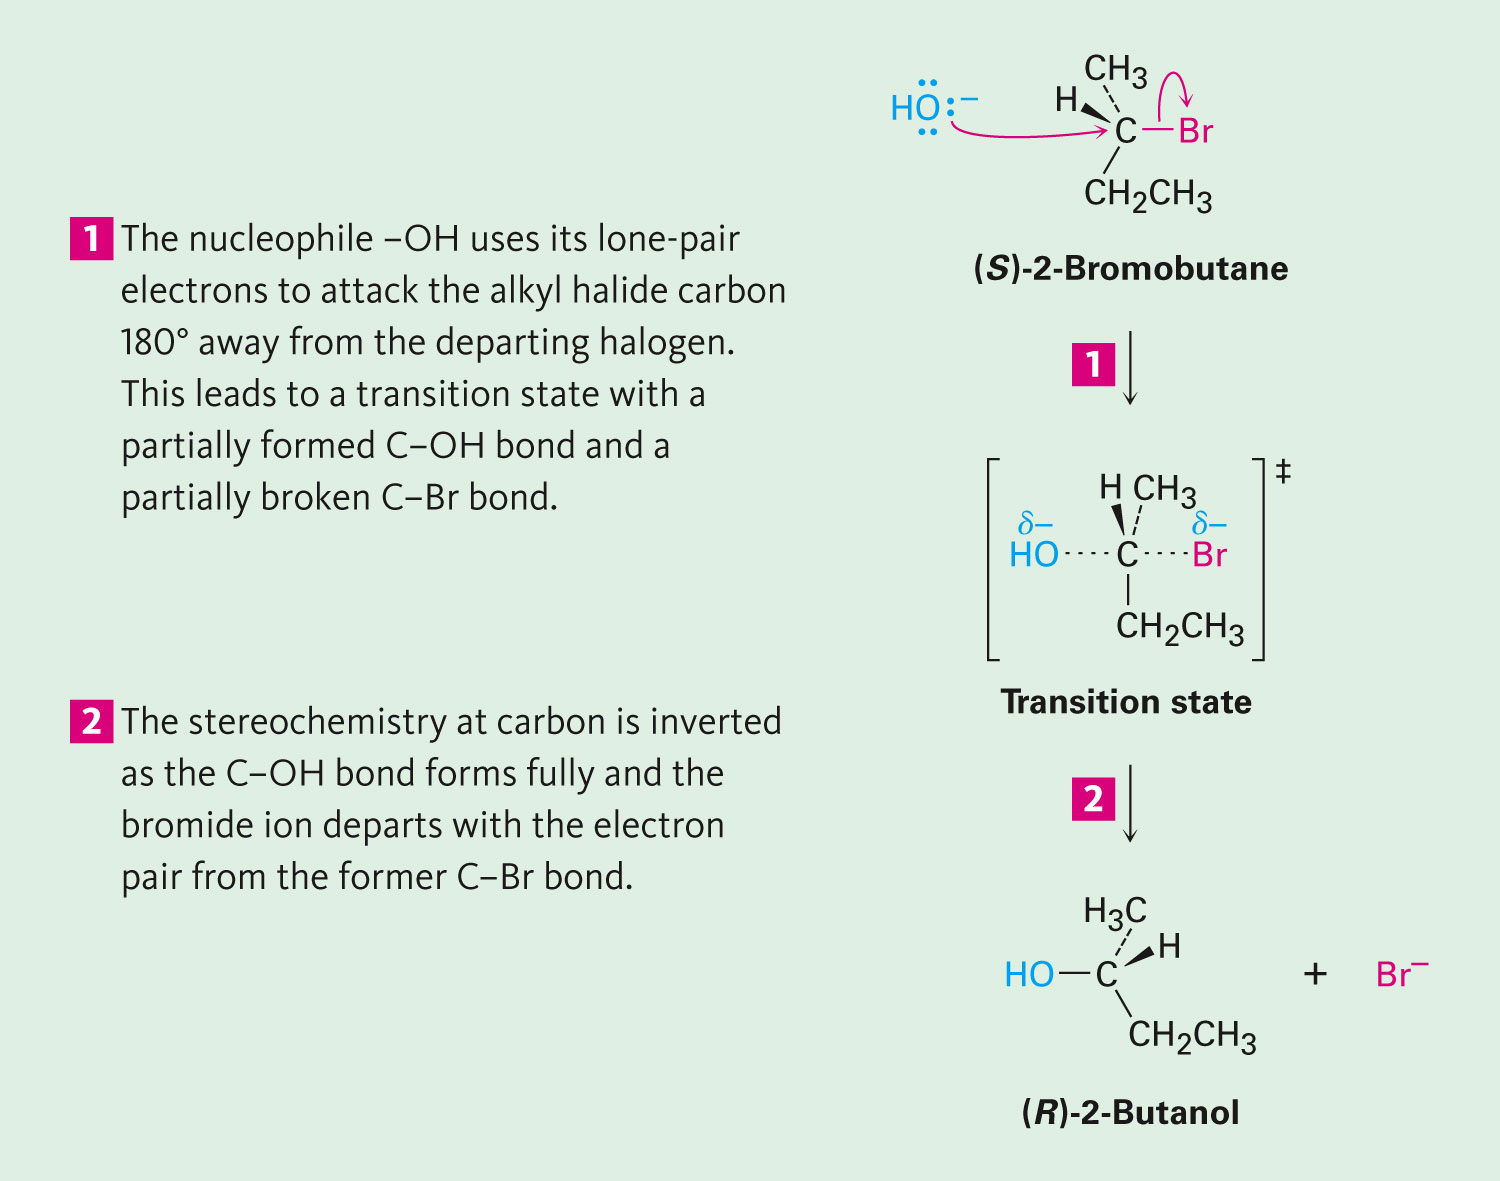 CH₃
HÖ:⁻ H C—Br
CH₂CH₃
(S)-2-Bromobutane
1 The nucleophile –OH uses its lone-pair
electrons to attack the alkyl halide carbon
180° away from the departing halogen.
This leads to a transition state with a
partially formed C–OH bond and a
partially broken C–Br bond.
1
‡
H CH₃
δ– δ–
HO----C----Br
CH₂CH₃
Transition state
2 The stereochemistry at carbon is inverted
as the C–OH bond forms fully and the
bromide ion departs with the electron
pair from the former C–Br bond.
2
H₃C
H
HO—C + Br⁻
CH₂CH₃
(R)-2-Butanol